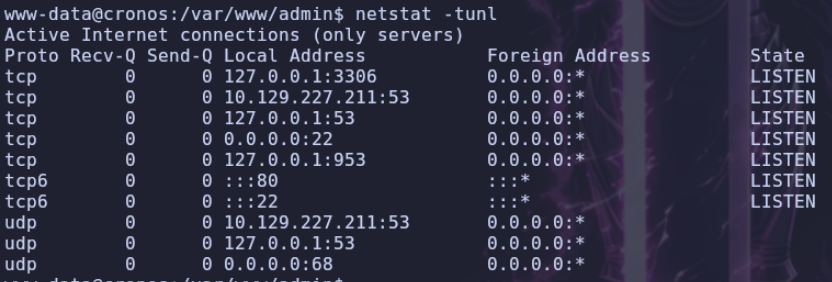 www-data@cronos:/var/www/admin$ netstat -tunl
Active Internet connections (only servers)
Proto Recv-Q Send-Q Local Address           Foreign Address         State
tcp        0      0 127.0.0.1:3306          0.0.0.0:*               LISTEN
tcp        0      0 10.129.227.211:53       0.0.0.0:*               LISTEN
tcp        0      0 127.0.0.1:53            0.0.0.0:*               LISTEN
tcp        0      0 0.0.0.0:22              0.0.0.0:*               LISTEN
tcp        0      0 127.0.0.1:953           0.0.0.0:*               LISTEN
tcp6       0      0 :::80                   :::*                    LISTEN
tcp6       0      0 :::22                   :::*                    LISTEN
udp        0      0 10.129.227.211:53       0.0.0.0:*
udp        0      0 127.0.0.1:53            0.0.0.0:*
udp        0      0 0.0.0.0:68              0.0.0.0:*
www-data@cronos:/var/www/admin$